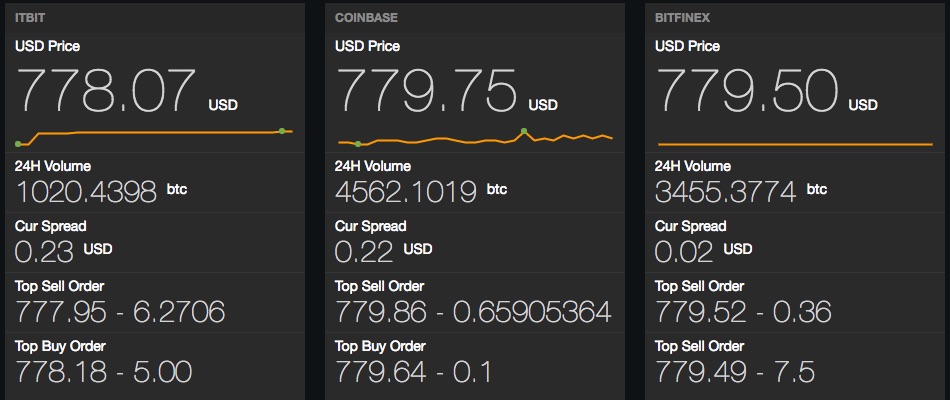 ITBIT
USD Price
778.07 USD
24H Volume
1020.4398 btc
Cur Spread
0.23 USD
Top Sell Order
777.95 - 6.2706
Top Buy Order
778.18 - 5.00
COINBASE
USD Price
779.75 USD
24H Volume
4562.1019 btc
Cur Spread
0.22 USD
Top Sell Order
779.86 - 0.65905364
Top Buy Order
779.64 - 0.1
BITFINEX
USD Price
779.50 USD
24H Volume
3455.3774 btc
Cur Spread
0.02 USD
Top Sell Order
779.52 - 0.36
Top Sell Order
779.49 - 7.5